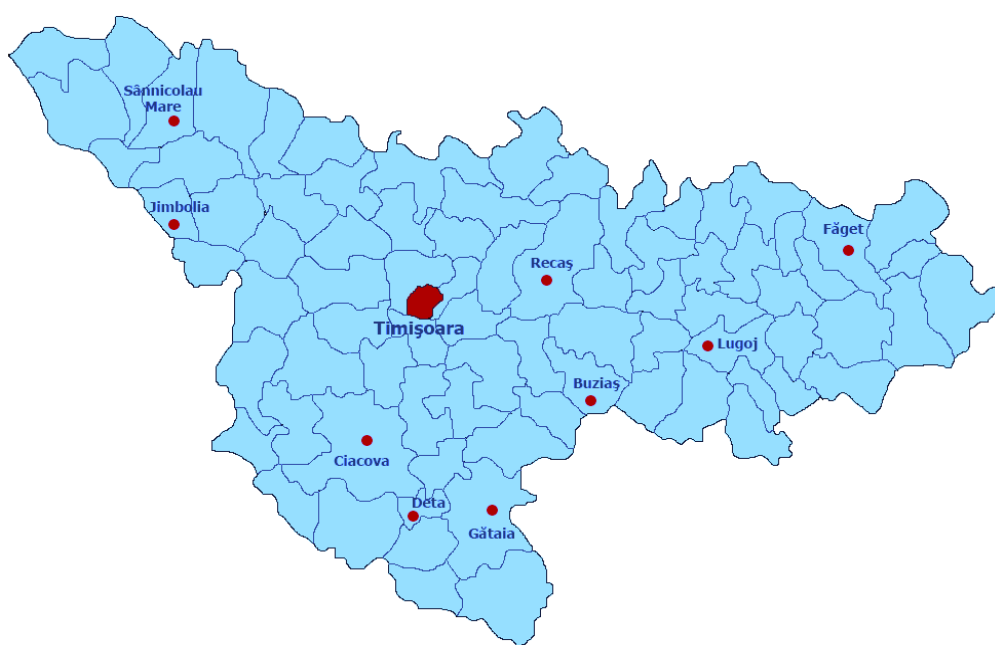 Sânnicolau
Mare
Jimbolia
Făget
Recaş
Timişoara
Lugoj
Buziaş
Ciacova
Deta
Gătaia